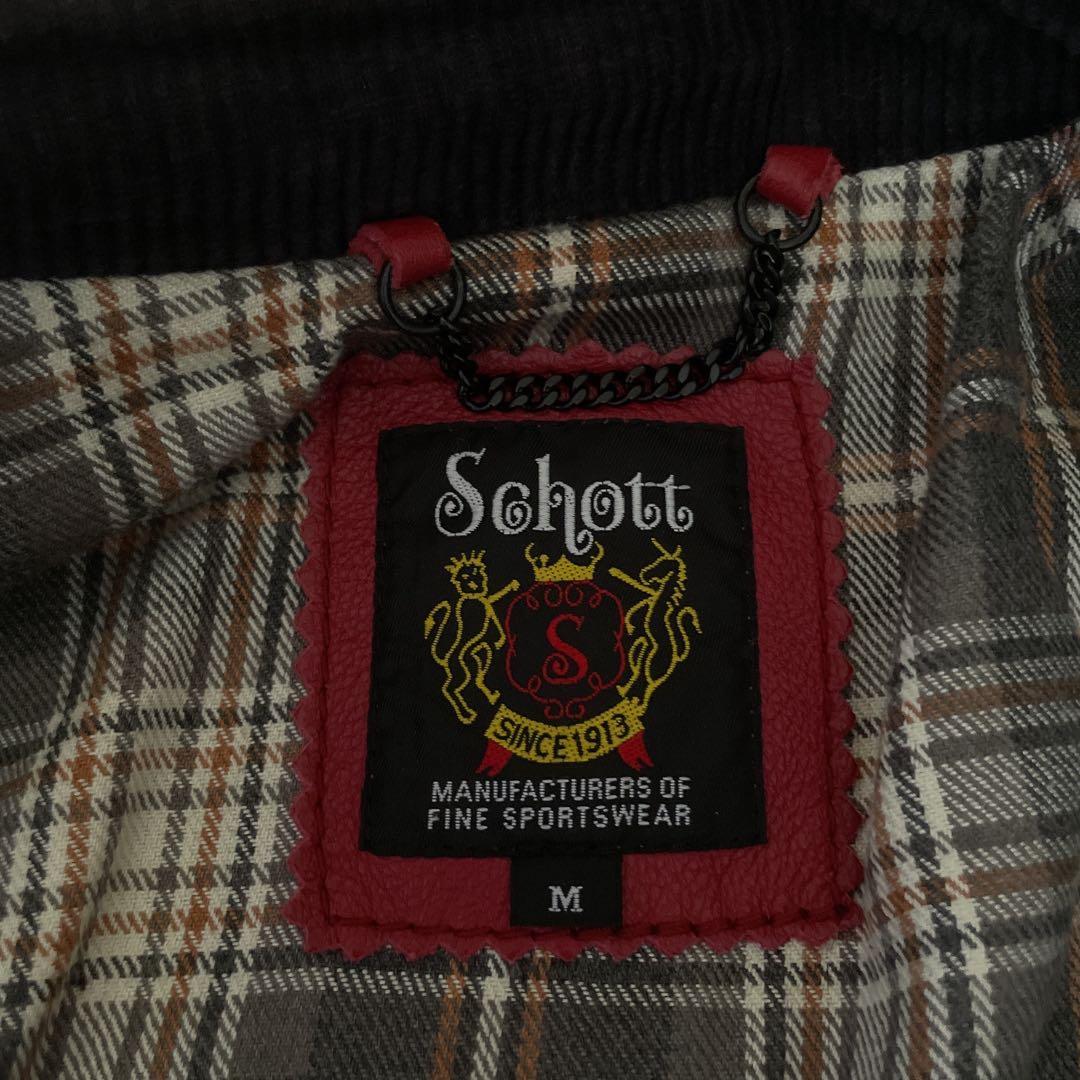 Schott
S
SINCE 1913
MANUFACTURERS OF
FINE SPORTSWEAR
M